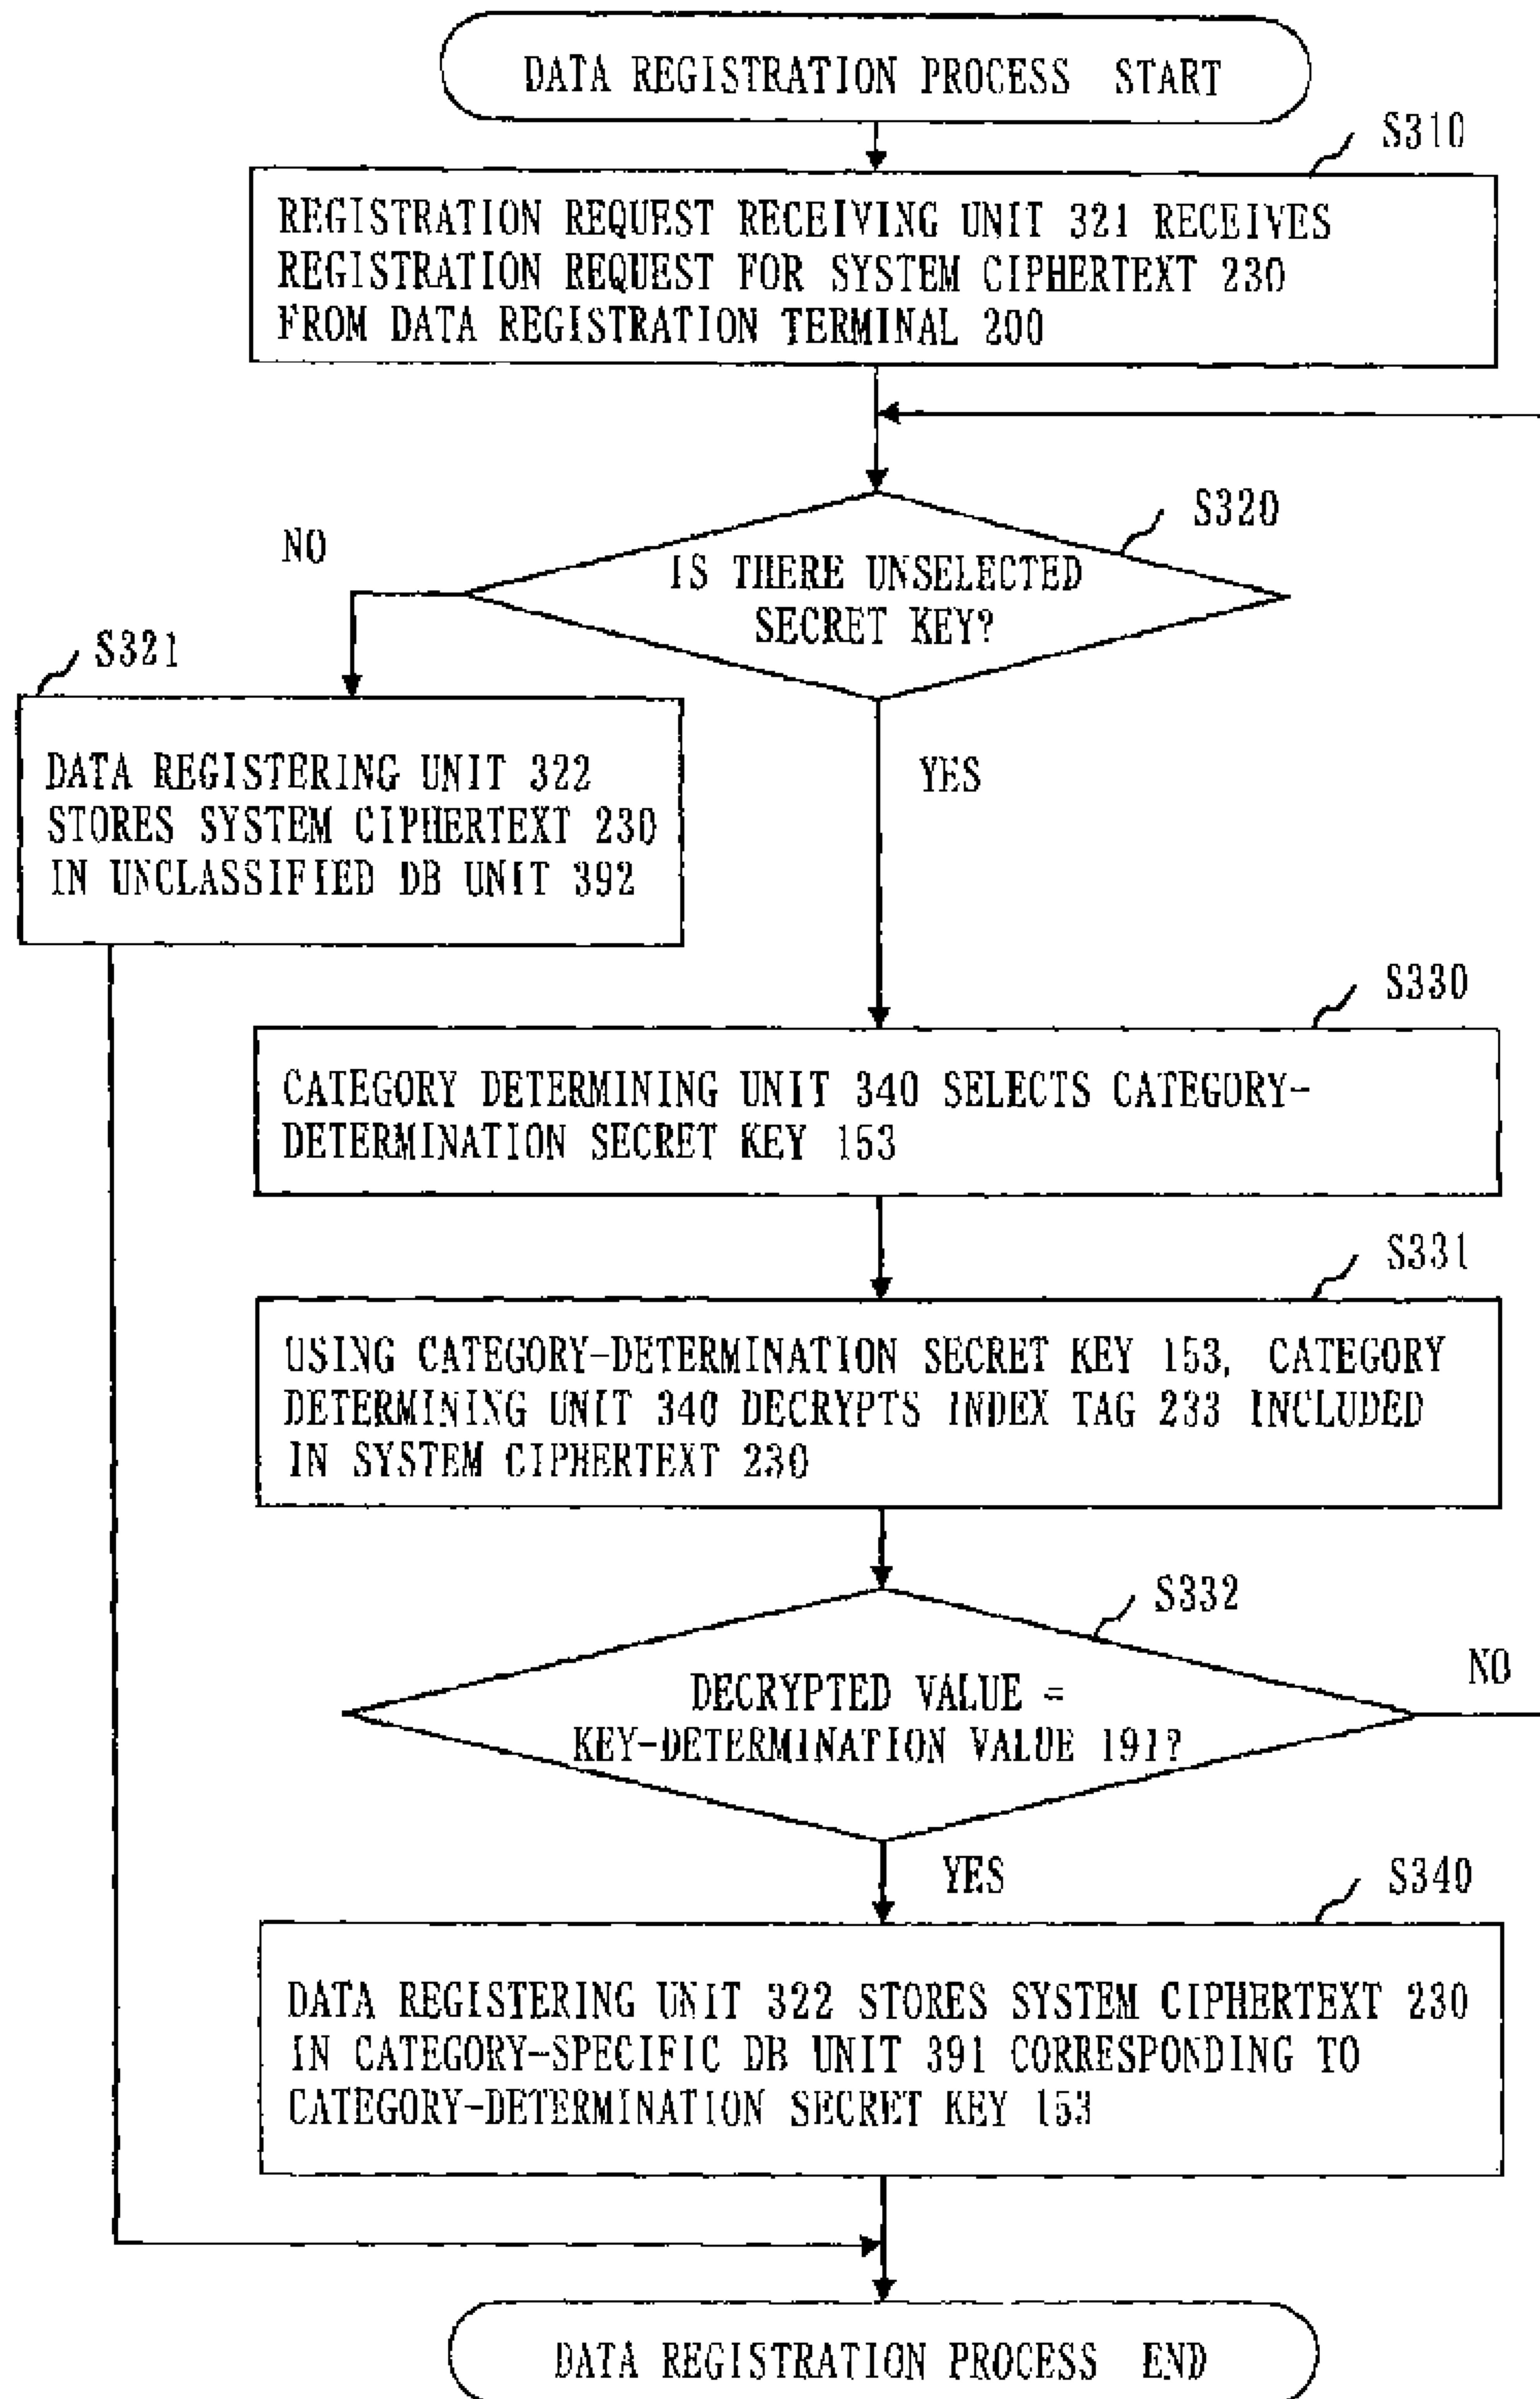 DATA REGISTRATION PROCESS START
S310
REGISTRATION REQUEST RECEIVING UNIT 321 RECEIVES
REGISTRATION REQUEST FOR SYSTEM CIPHERTEXT 230
FROM DATA REGISTRATION TERMINAL 200
S320
NO
IS THERE UNSELECTED
SECRET KEY?
S321
DATA REGISTERING UNIT 322
STORES SYSTEM CIPHERTEXT 230
IN UNCLASSIFIED DB UNIT 392
YES
S330
CATEGORY DETERMINING UNIT 340 SELECTS CATEGORY-
DETERMINATION SECRET KEY 153
S331
USING CATEGORY-DETERMINATION SECRET KEY 153, CATEGORY
DETERMINING UNIT 340 DECRYPTS INDEX TAG 233 INCLUDED
IN SYSTEM CIPHERTEXT 230
S332
NO
DECRYPTED VALUE =
KEY-DETERMINATION VALUE 191?
YES
S340
DATA REGISTERING UNIT 322 STORES SYSTEM CIPHERTEXT 230
IN CATEGORY-SPECIFIC DB UNIT 391 CORRESPONDING TO
CATEGORY-DETERMINATION SECRET KEY 153
DATA REGISTRATION PROCESS END